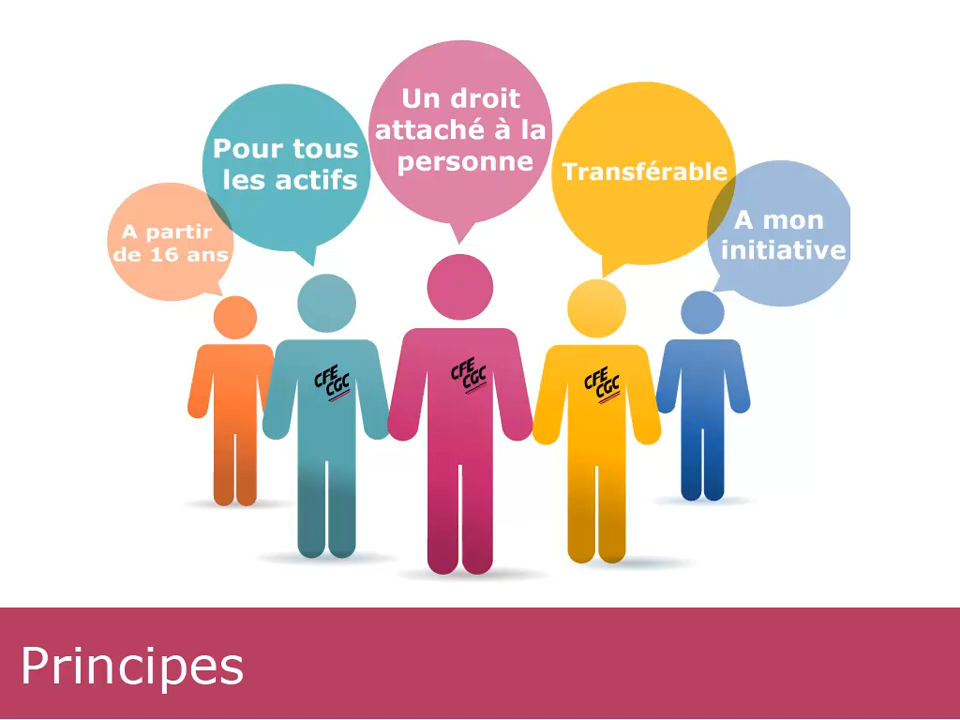 A partir
de 16 ans
Pour tous
les actifs
Un droit
attaché à la
personne
Transférable
A mon
initiative
CFE
CGC
CFE
CGC
CFE
CGC
Principes